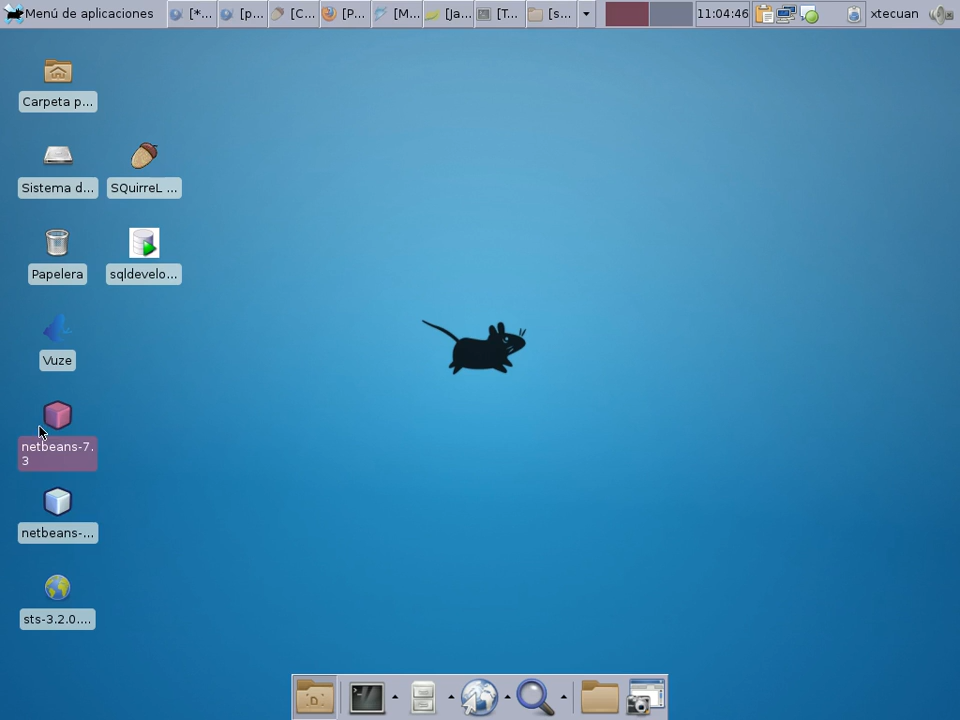 Menú de aplicaciones
[*...
[p...
[C...
[P...
[M...
[Ja...
[T...
[s...
11:04:46
xtecuan
Carpeta p...
Sistema d...
SQuirreL ...
Papelera
sqldevelo...
Vuze
netbeans-7.
3
netbeans-...
sts-3.2.0....